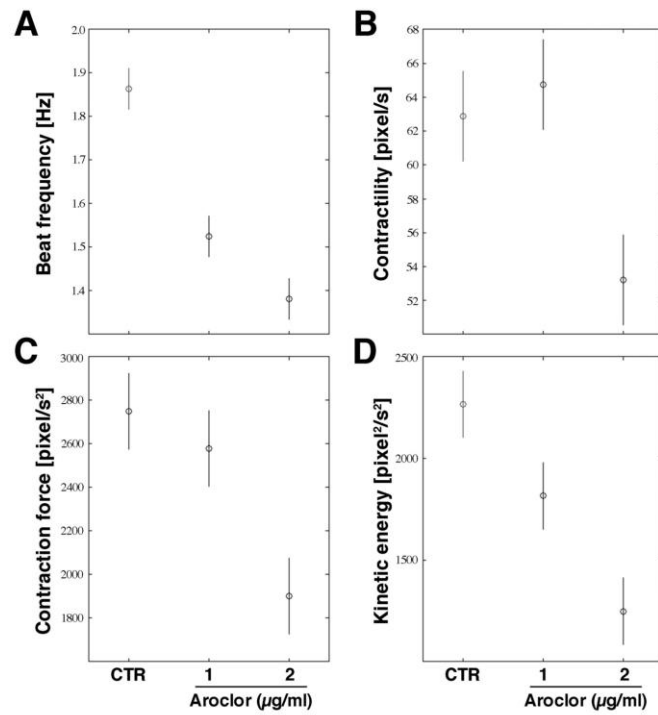 A
Beat frequency [Hz]
2.0
1.9
1.8
1.7
1.6
1.5
1.4
B
Contractility [pixel/s]
68
66
64
62
60
58
56
54
52
C
Contraction force [pixel/s²]
3000
2800
2600
2400
2200
2000
1800
CTR
1
2
Aroclor (µg/ml)
D
Kinetic energy [pixel²/s²]
2500
2000
1500
CTR
1
2
Aroclor (µg/ml)